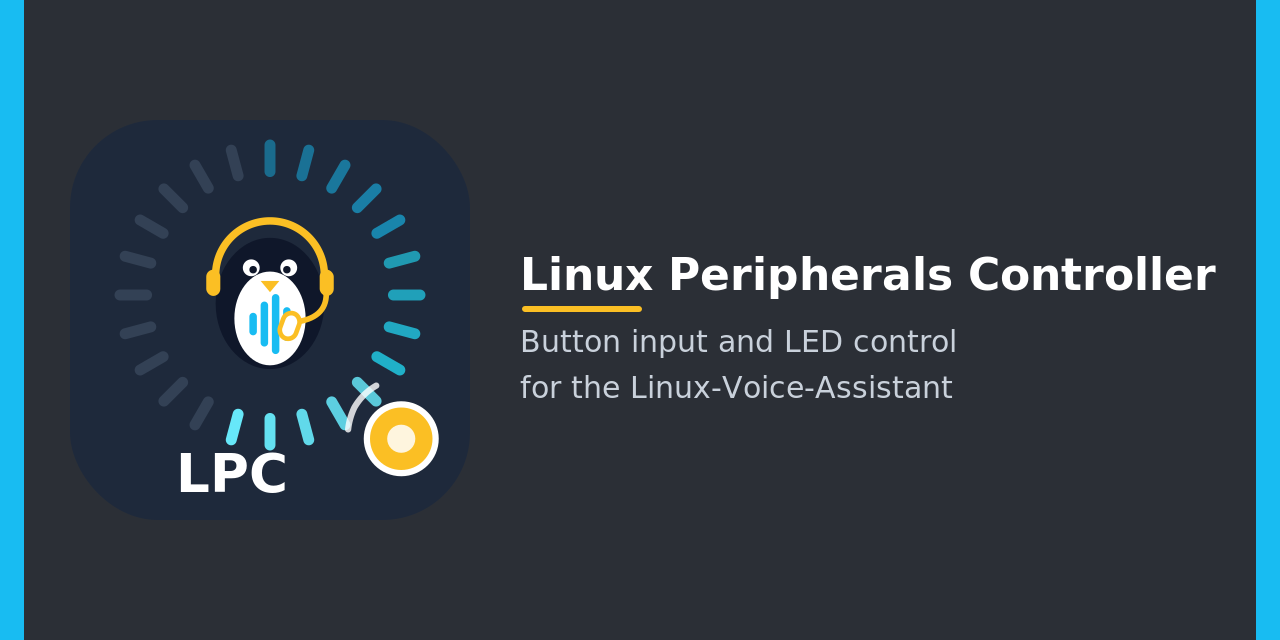 LPC
Linux Peripherals Controller
Button input and LED control
for the Linux-Voice-Assistant